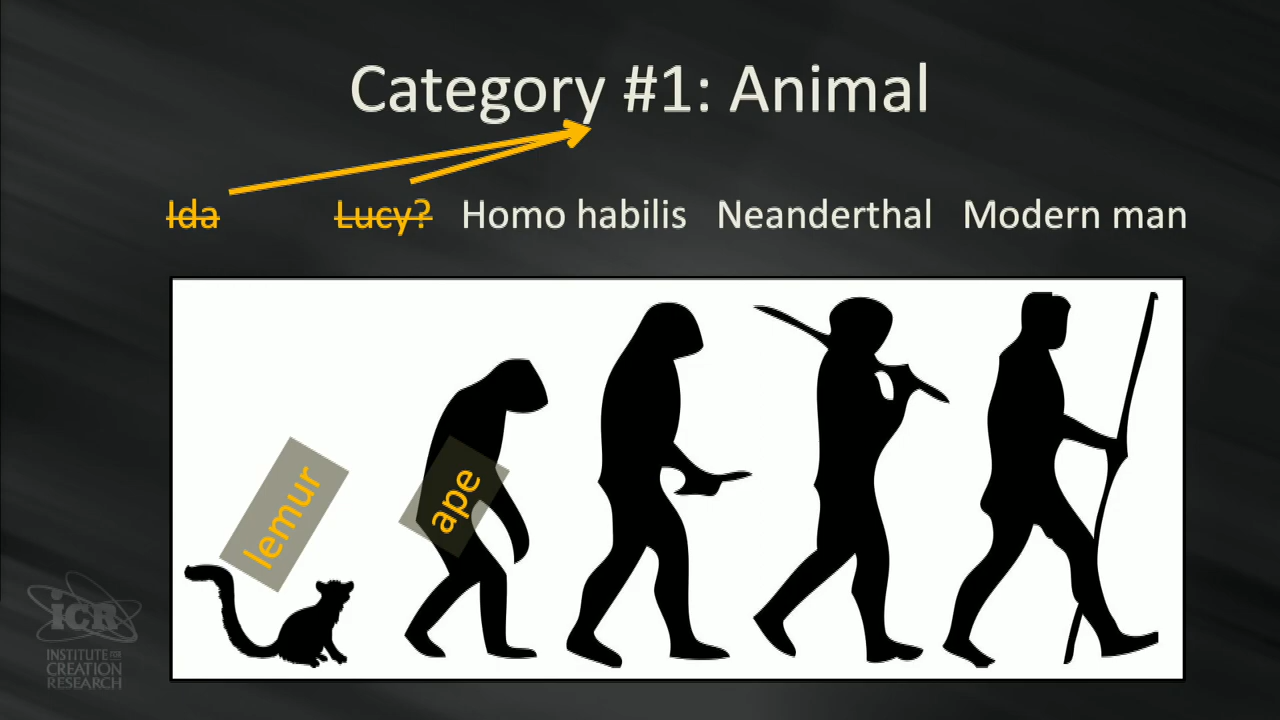 Category #1: Animal
Ida Lucy? Homo habilis Neanderthal Modern man
lemur
ape
iCR
INSTITUTE FOR
CREATION
RESEARCH